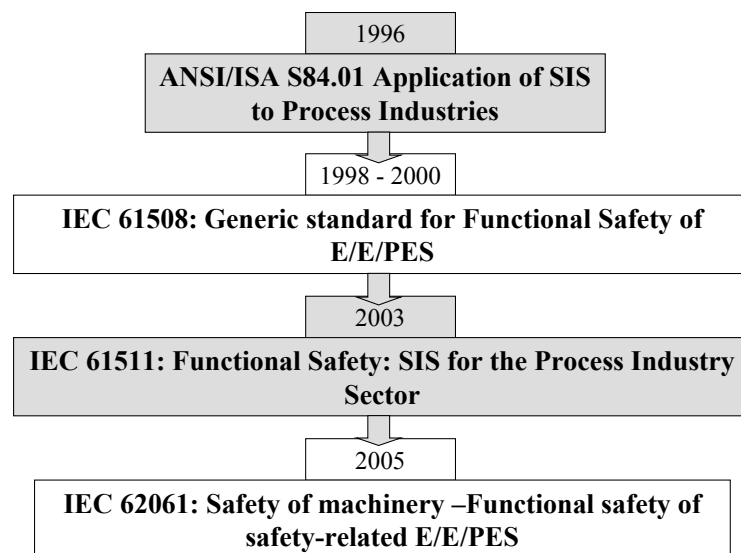 1996
ANSI/ISA S84.01 Application of SIS
to Process Industries
1998 - 2000
IEC 61508: Generic standard for Functional Safety of
E/E/PES
2003
IEC 61511: Functional Safety: SIS for the Process Industry
Sector
2005
IEC 62061: Safety of machinery –Functional safety of
safety-related E/E/PES